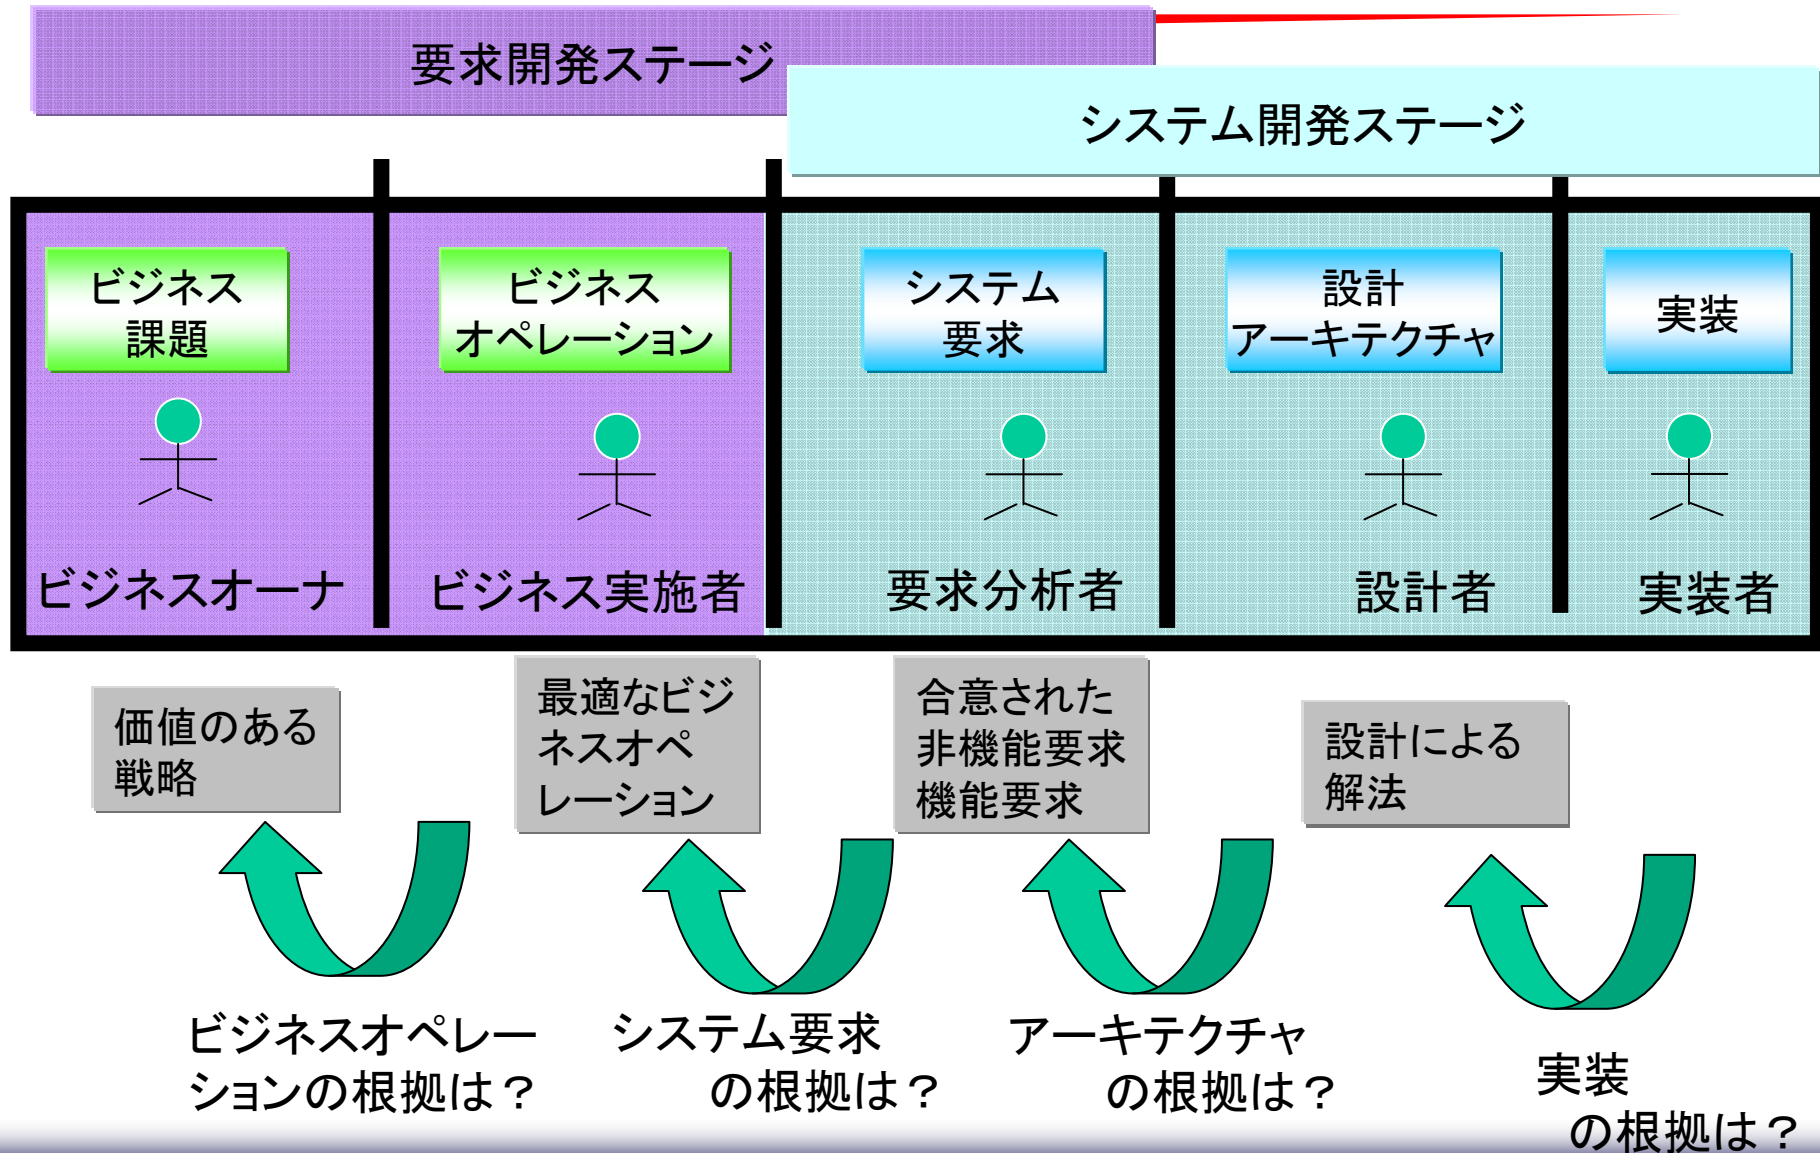 要求開発ステージ
システム開発ステージ
ビジネス
課題
ビジネス
オペレーション
システム
要求
設計
アーキテクチャ
実装
ビジネスオーナ
ビジネス実施者
要求分析者
設計者
実装者
価値のある
戦略
最適なビジ
ネスオペ
レーション
合意された
非機能要求
機能要求
設計による
解法
ビジネスオペレー
ションの根拠は？
システム要求
の根拠は？
アーキテクチャ
の根拠は？
実装
の根拠は？